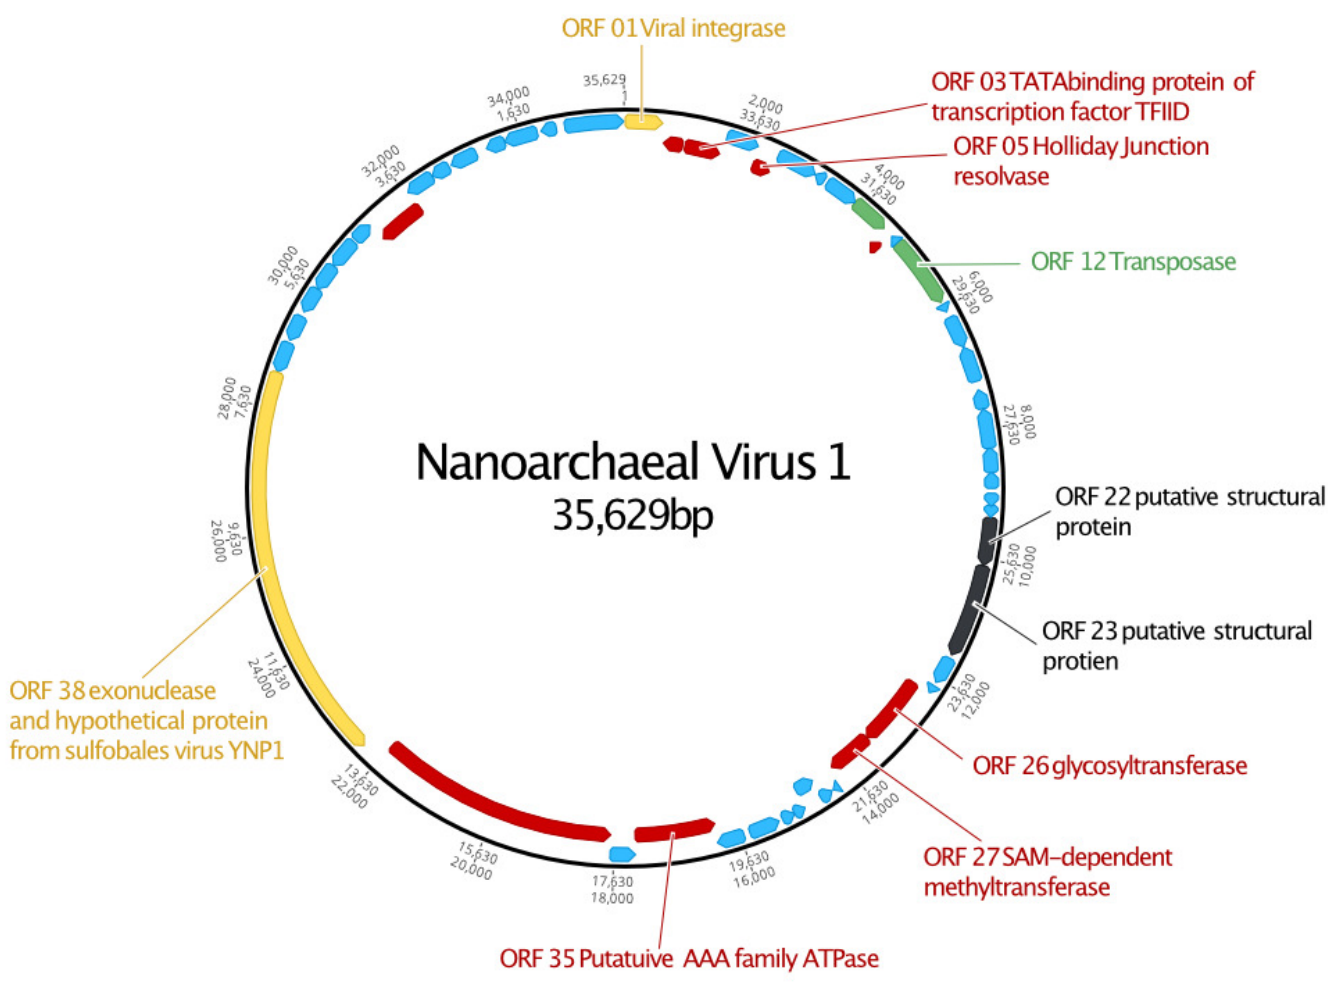 ORF 01 Viral integrase
35,629
1
34,000
1,630
2,000
33,630
ORF 03 TATAbinding protein of
transcription factor TFIID
ORF 05 Holliday Junction
resolvase
32,000
3,630
4,000
31,630
ORF 12 Transposase
30,000
5,630
6,000
29,630
28,000
7,630
8,000
27,630
Nanoarchaeal Virus 1
35,629bp
ORF 22 putative structural
protein
9,630
26,000
25,630
10,000
ORF 23 putative structural
protien
11,630
24,000
23,630
12,000
ORF 38 exonuclease
and hypothetical protein
from sulfobales virus YNP1
ORF 26 glycosyltransferase
13,630
22,000
21,630
14,000
15,630
20,000
19,630
16,000
17,630
18,000
ORF 27 SAM-dependent
methyltransferase
ORF 35 Putatuive AAA family ATPase